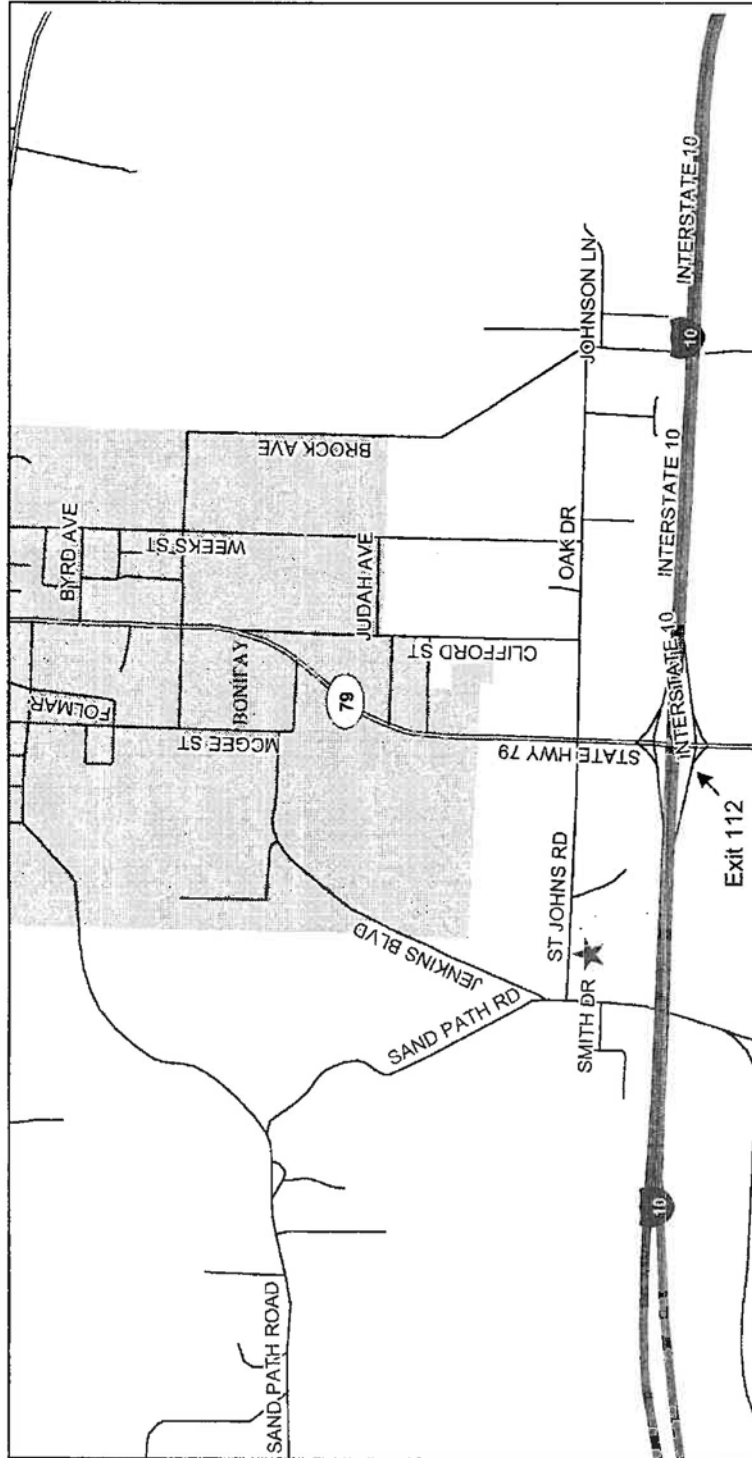 BYRD AVE
FOLMAR
WEEKS ST
BROCK AVE
BONIFAY
MCGEE ST
JUDAH AVE
79
CLIFFORD ST
JENKINS BLVD
SAND PATH RD
SAND PATH ROAD
STATE HWY 79
ST JOHNS RD
OAK DR
JOHNSON LN
SMITH DR
INTERSTATE 10
INTERSTATE 10
INTERSTATE 10
10
10
Exit 112